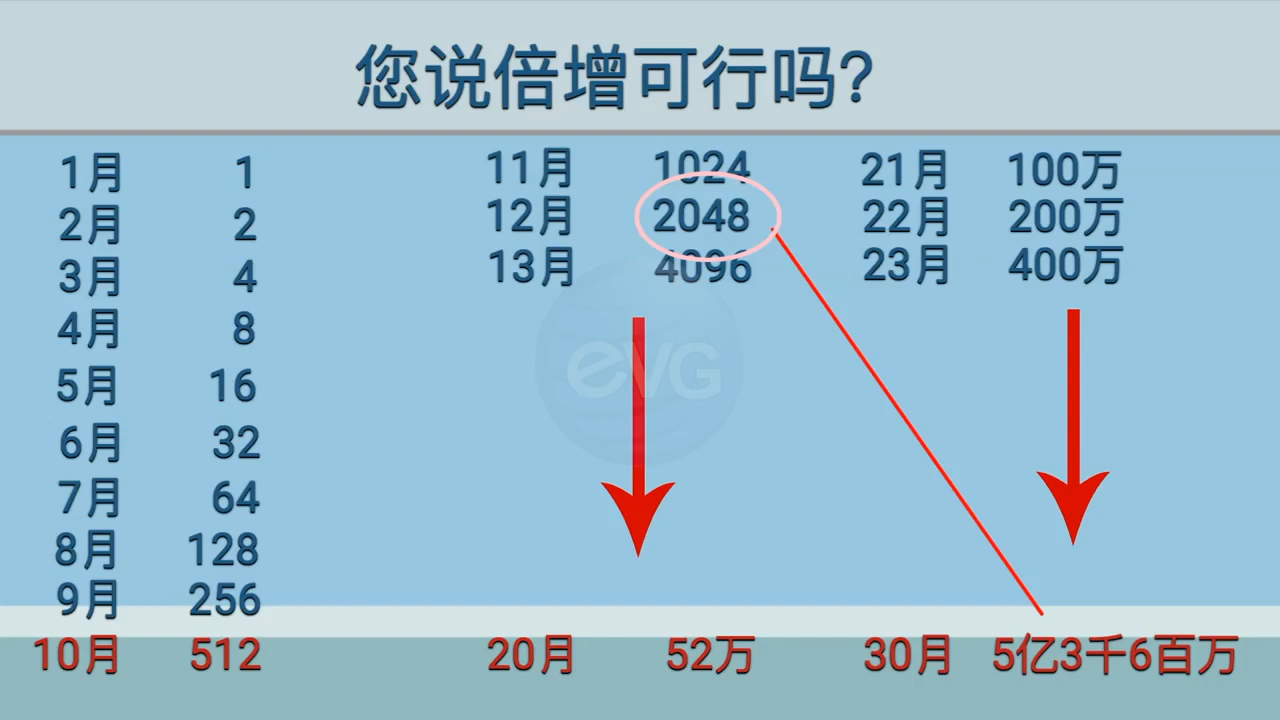 您说倍增可行吗?
1月 1
2月 2
3月 4
4月 8
5月 16
6月 32
7月 64
8月 128
9月 256
10月 512
11月 1024
12月 2048
13月 4096
20月 52万
21月 100万
22月 200万
23月 400万
30月 5亿3千6百万
eVG